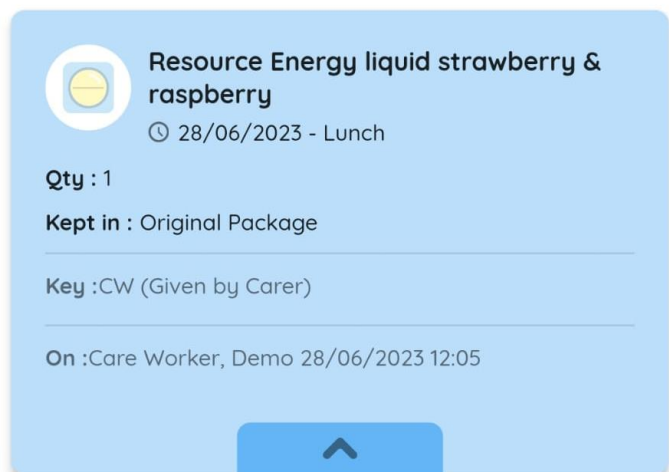 Resource Energy liquid strawberry &
raspberry
28/06/2023 - Lunch
Qty : 1
Kept in : Original Package
Key :CW (Given by Carer)
On :Care Worker, Demo 28/06/2023 12:05